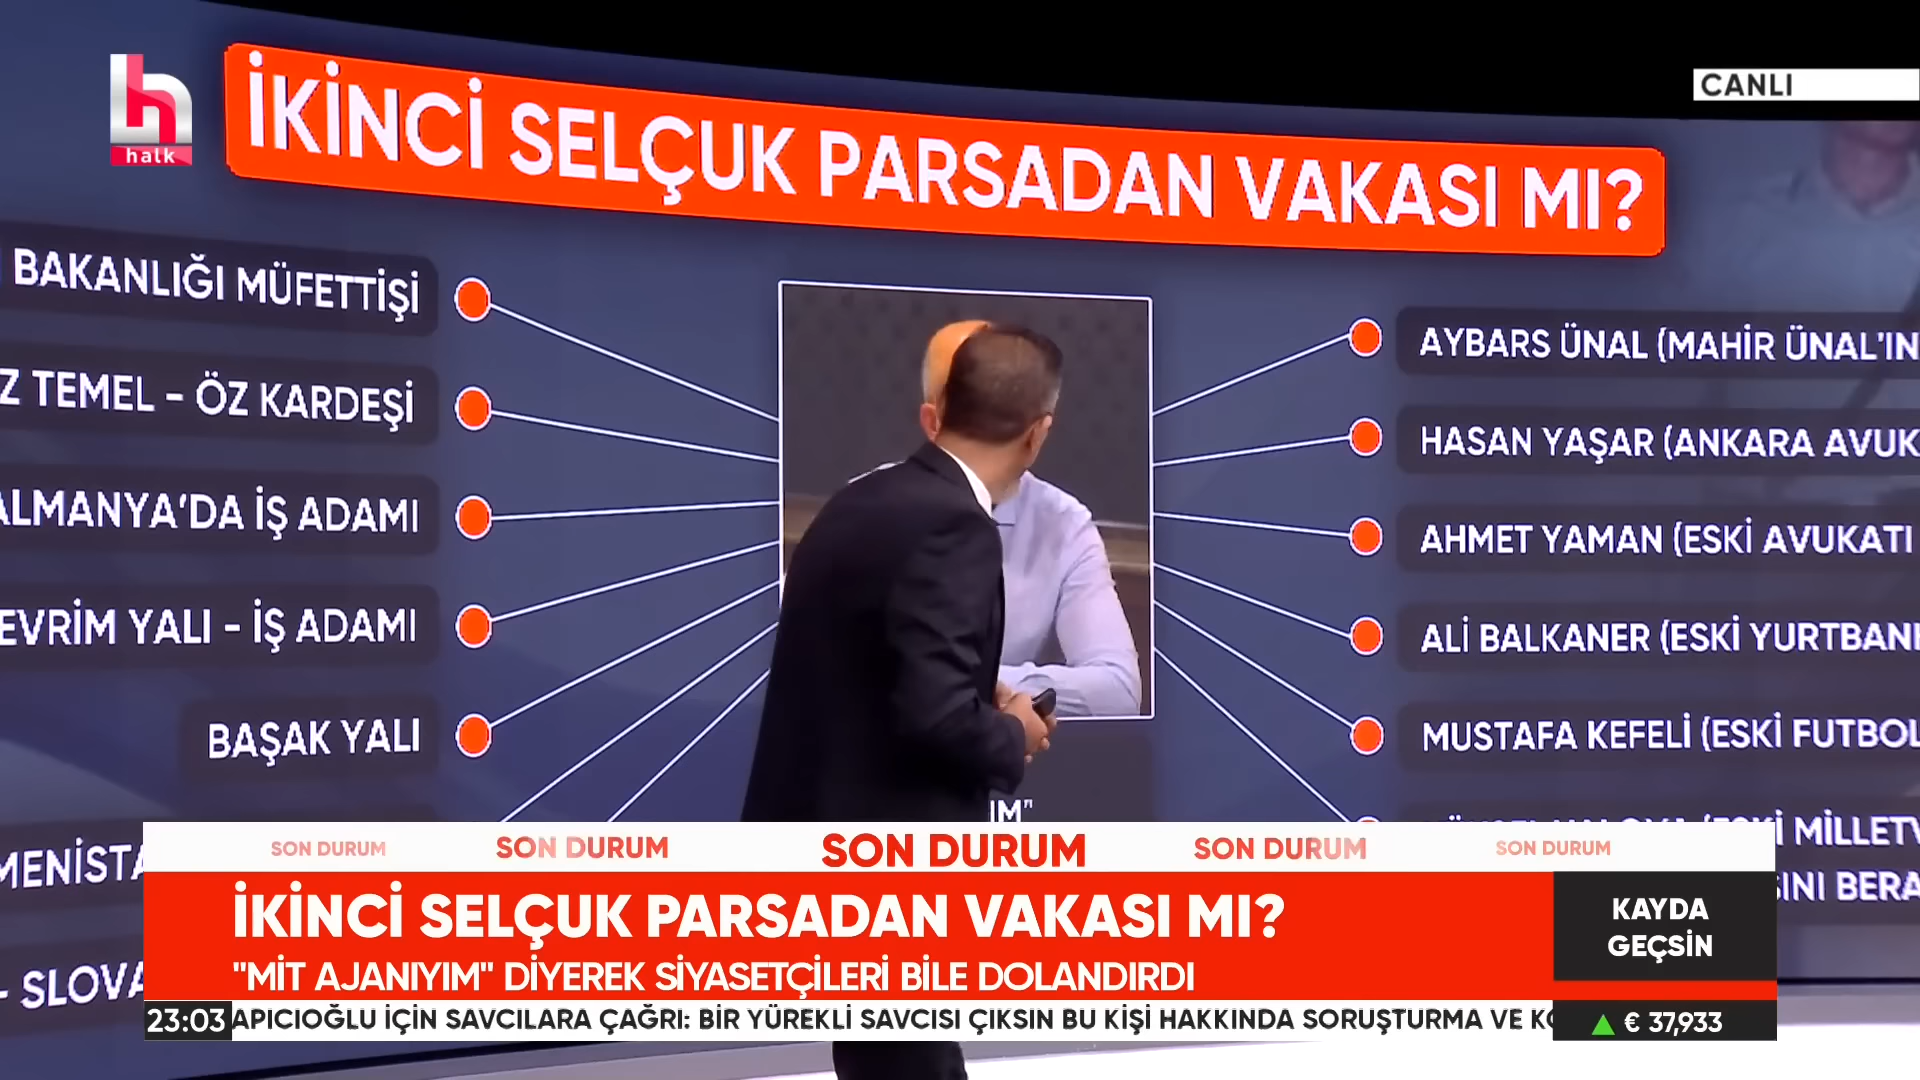 halk
CANLI
İKİNCİ SELÇUK PARSADAN VAKASI MI?
BAKANLIĞI MÜFETTİŞİ
TEMEL - ÖZ KARDEŞİ
ALMANYA'DA İŞ ADAMI
YALI - İŞ ADAMI
BAŞAK YALI
AYBARS ÜNAL (MAHİR ÜNAL'IN
HASAN YAŞAR (ANKARA
AHMET YAMAN (ESKİ AVUKATI
ALİ BALKANER (ESKİ
MUSTAFA KEFELİ (ESKİ
SON DURUM SON DURUM SON DURUM SON DURUM SON DURUM
İKİNCİ SELÇUK PARSADAN VAKASI MI?
"MİT AJANIYIM" DİYEREK SİYASETÇİLERİ BİLE DOLANDIRDI
KAYDA
GEÇSİN
23:03 APICIOĞLU İÇİN SAVCILARA ÇAĞRI: BİR YÜREKLİ SAVCISI ÇIKSIN BU KİŞİ HAKKINDA SORUŞTURMA VE
€ 37,933